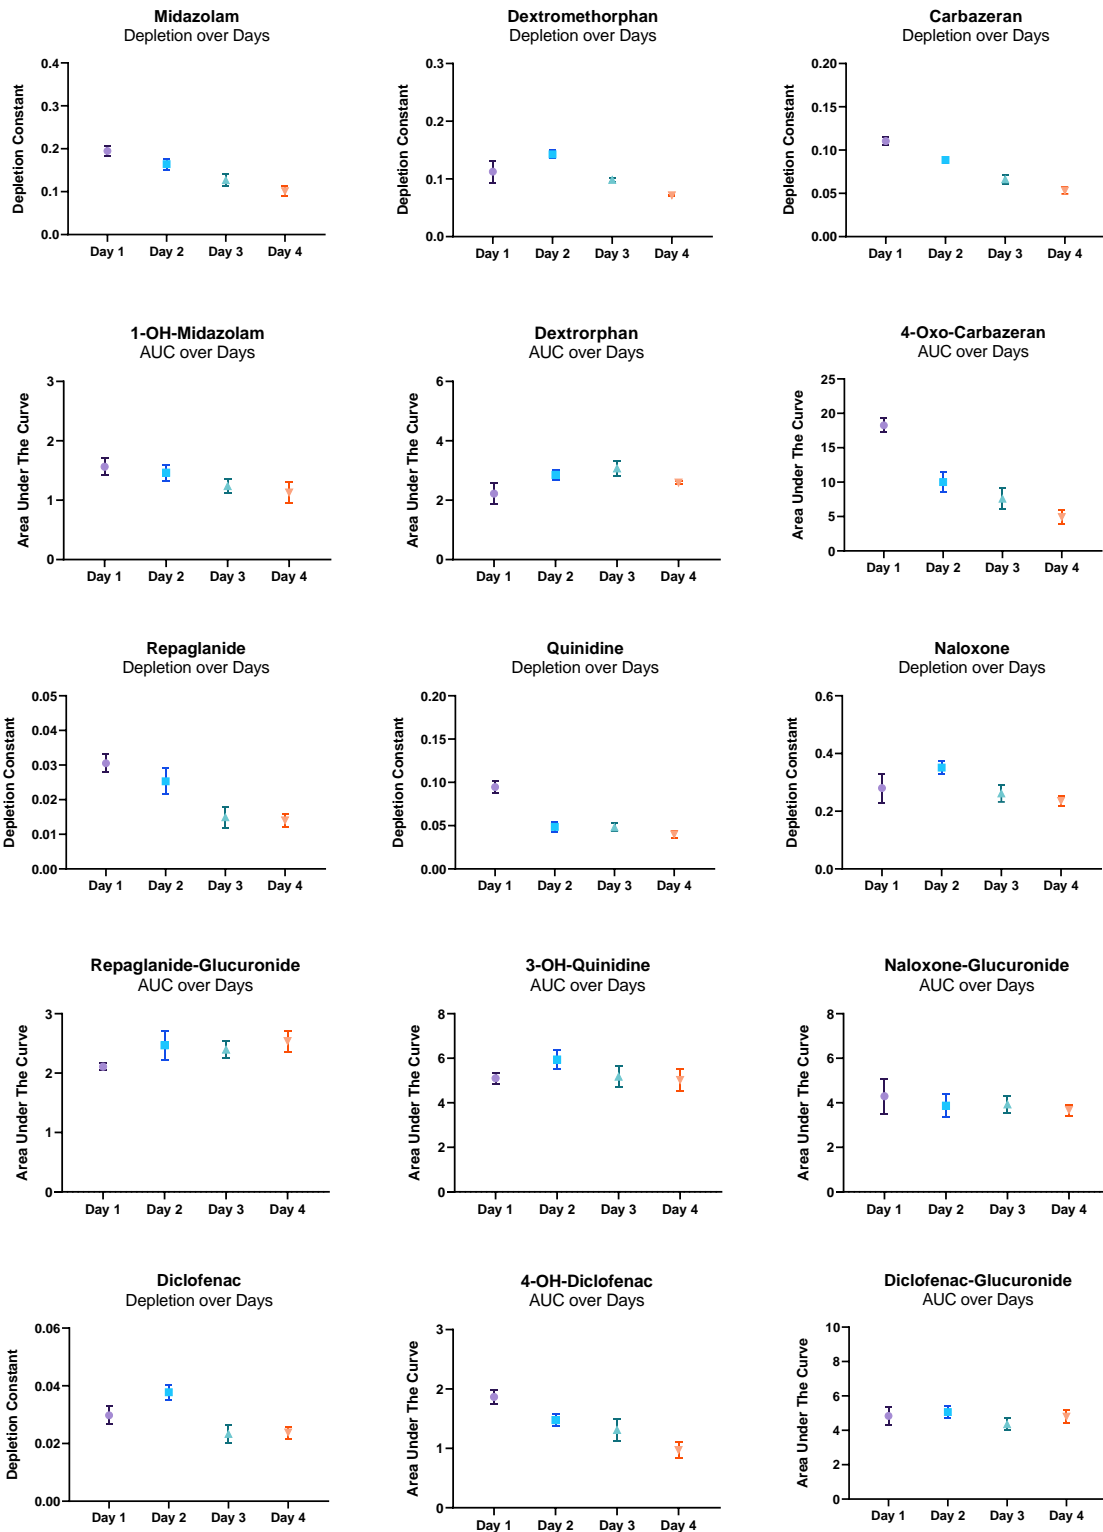 Midazolam
Depletion over Days
Depletion Constant
0.4
0.3
0.2
0.1
0.0
Day 1 Day 2 Day 3 Day 4
Dextromethorphan
Depletion over Days
Depletion Constant
0.3
0.2
0.1
0.0
Day 1 Day 2 Day 3 Day 4
Carbazeran
Depletion over Days
Depletion Constant
0.20
0.15
0.10
0.05
0.00
Day 1 Day 2 Day 3 Day 4
1-OH-Midazolam
AUC over Days
Area Under The Curve
3
2
1
0
Day 1 Day 2 Day 3 Day 4
Dextrorphan
AUC over Days
Area Under The Curve
6
4
2
0
Day 1 Day 2 Day 3 Day 4
4-Oxo-Carbazeran
AUC over Days
Area Under The Curve
25
20
15
10
5
0
Day 1 Day 2 Day 3 Day 4
Repaglanide
Depletion over Days
Depletion Constant
0.05
0.04
0.03
0.02
0.01
0.00
Day 1 Day 2 Day 3 Day 4
Quinidine
Depletion over Days
Depletion Constant
0.20
0.15
0.10
0.05
0.00
Day 1 Day 2 Day 3 Day 4
Naloxone
Depletion over Days
Depletion Constant
0.6
0.4
0.2
0.0
Day 1 Day 2 Day 3 Day 4
Repaglanide-Glucuronide
AUC over Days
Area Under The Curve
3
2
1
0
Day 1 Day 2 Day 3 Day 4
3-OH-Quinidine
AUC over Days
Area Under The Curve
8
6
4
2
0
Day 1 Day 2 Day 3 Day 4
Naloxone-Glucuronide
AUC over Days
Area Under The Curve
8
6
4
2
0
Day 1 Day 2 Day 3 Day 4
Diclofenac
Depletion over Days
Depletion Constant
0.06
0.04
0.02
0.00
Day 1 Day 2 Day 3 Day 4
4-OH-Diclofenac
AUC over Days
Area Under The Curve
3
2
1
0
Day 1 Day 2 Day 3 Day 4
Diclofenac-Glucuronide
AUC over Days
Area Under The Curve
10
8
6
4
2
0
Day 1 Day 2 Day 3 Day 4